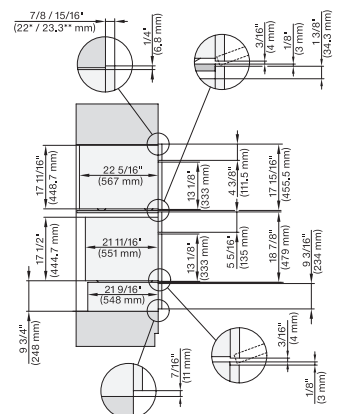 7/8 / 15/16"
(22* / 23.3** mm)
1/4"
(6.8 mm)
3/16"
(4 mm)
1/8"
(3 mm)
1 3/8"
(34.3 mm)
17 11/16"
(448.7 mm)
22 5/16"
(567 mm)
13 1/8"
(333 mm)
4 3/8"
(111.5 mm)
17 15/16"
(455.5 mm)
17 1/2"
(444.7 mm)
21 11/16"
(551 mm)
13 1/8"
(333 mm)
5 5/16"
(135 mm)
18 7/8"
(479 mm)
9 3/16"
(234 mm)
21 9/16"
(548 mm)
9 3/4"
(248 mm)
7/16"
(11 mm)
3/16"
(4 mm)
1/8"
(3 mm)